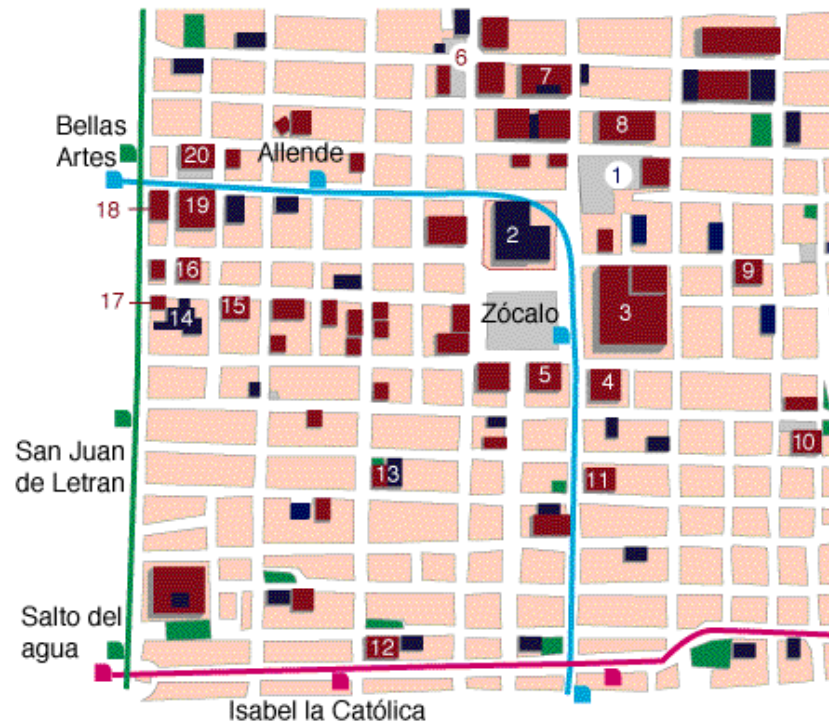 6
7
8
Bellas
Artes
20
Allende
1
18
19
2
16
9
17
14
15
Zócalo
3
5
4
San Juan
de Letran
10
13
11
Salto del
agua
12
Isabel la Católica